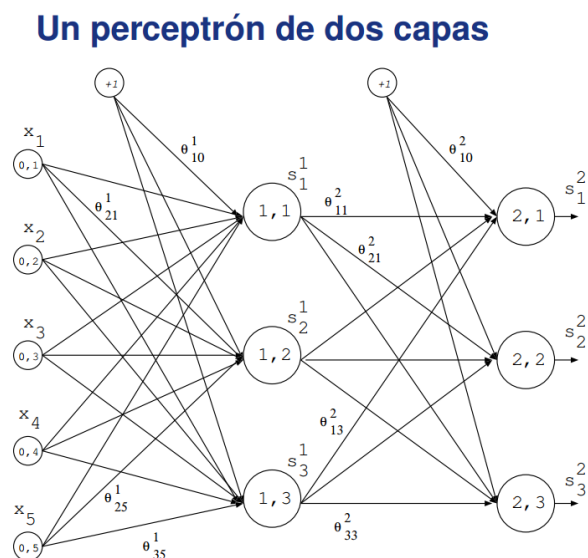 Un perceptrón de dos capas
+1
+1
x1
θ¹10
s¹1
θ²10
s²1
0,1
θ¹21
1,1
θ²11
2,1
x2
θ²21
0,2
x3
s¹2
s²2
0,3
1,2
2,2
x4
θ²13
0,4
s¹3
s²3
x5
θ¹25
1,3
2,3
0,5
θ¹35
θ²33